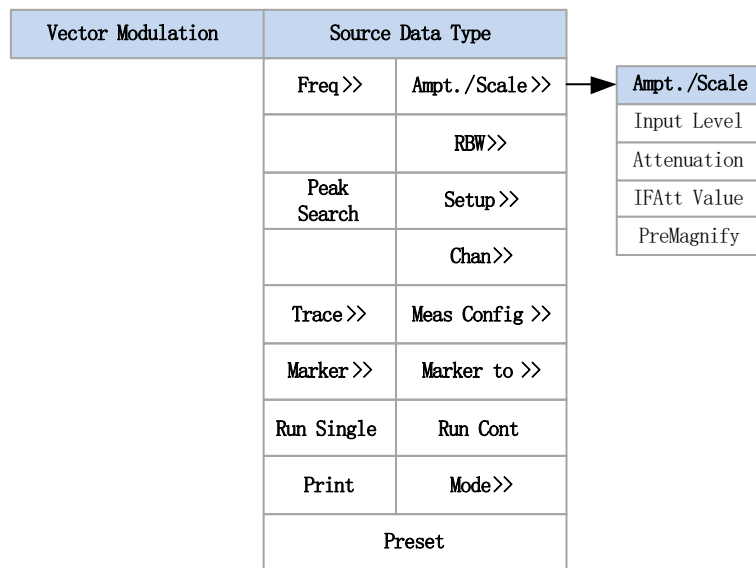 Vector Modulation Source Data Type
Freq>> Ampt./Scale>> Ampt./Scale
Input Level
RBW>>
Attenuation
Peak
Search
Setup>>
IFAtt Value
PreMagnify
Chan>>
Trace>> Meas Config >>
Marker>> Marker to >>
Run Single Run Cont
Print Mode>>
Preset